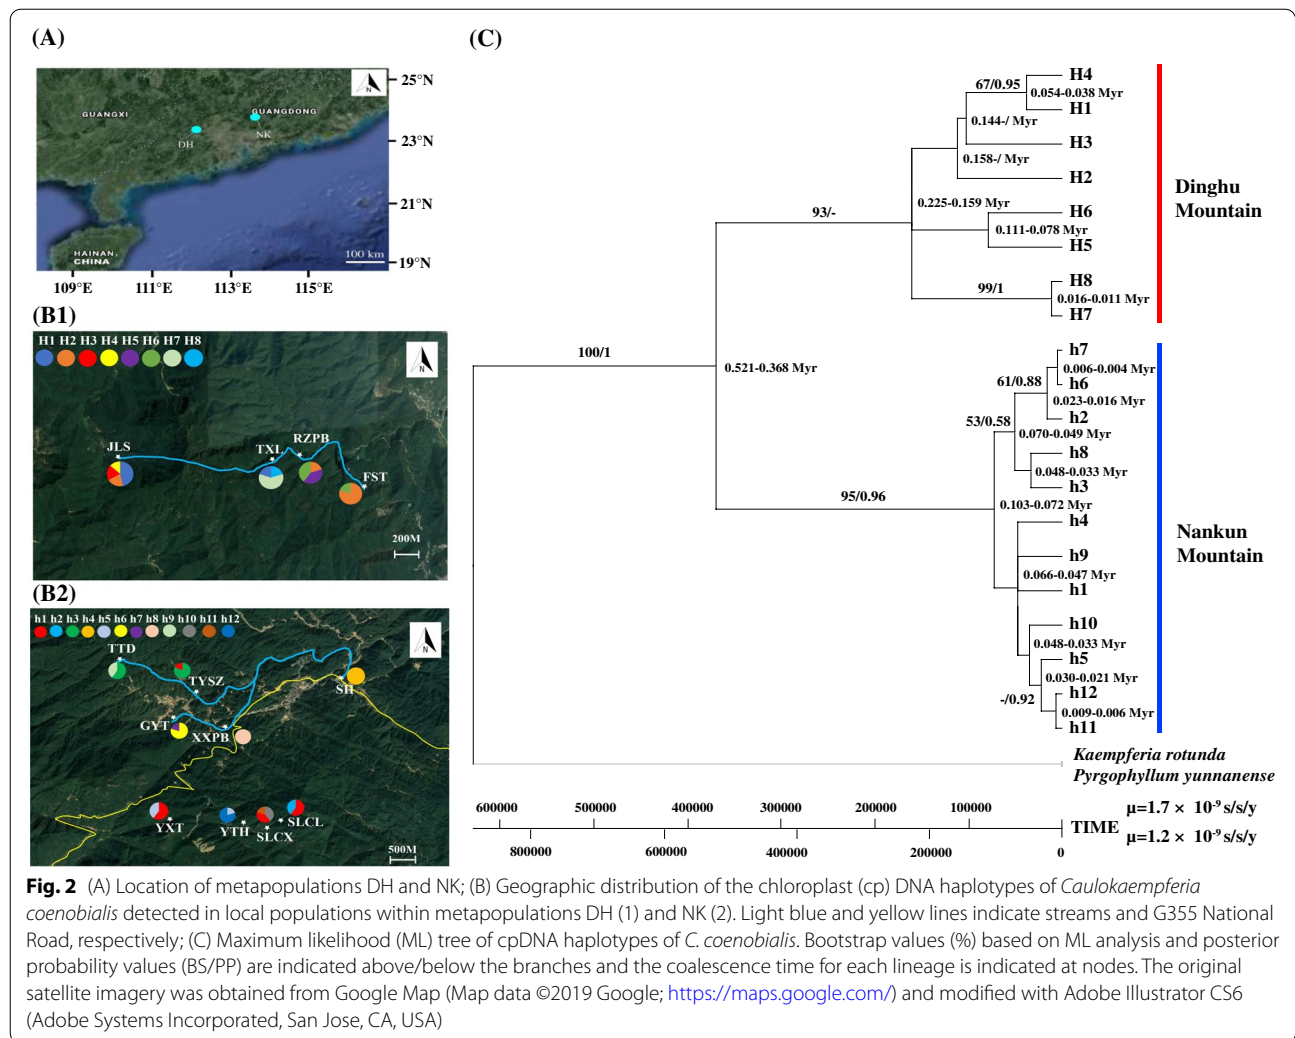 (A)
GUANGXI
GUANGDONG
DH
NK
HAINAN,
CHINA
100 km
25°N
23°N
21°N
19°N
109°E 111°E 113°E 115°E
(B1)
H1 H2 H3 H4 H5 H6 H7 H8
JLS
TXL
RZPB
FST
200M
(B2)
h1 h2 h3 h4 h5 h6 h7 h8 h9 h10 h11 h12
TTD
TYSZ
SH
GYT
XXPB
YXT
YTH
SLCX
SLCL
500M
(C)
H4
67/0.95
0.054-0.038 Myr
H1
0.144-/ Myr
H3
0.158-/ Myr
H2
0.225-0.159 Myr
H6
93/-
0.111-0.078 Myr
H5
H8
99/1
0.016-0.011 Myr
H7
Dinghu
Mountain
100/1
0.521-0.368 Myr
h7
0.006-0.004 Myr
61/0.88
h6
0.023-0.016 Myr
h2
53/0.58
0.070-0.049 Myr
h8
0.048-0.033 Myr
h3
95/0.96
0.103-0.072 Myr
h4
h9
0.066-0.047 Myr
h1
h10
0.048-0.033 Myr
h5
0.030-0.021 Myr
-/0.92
h12
0.009-0.006 Myr
h11
Nankun
Mountain
Kaempferia rotunda
Pyrgophyllum yunnanense
600000 500000 400000 300000 200000 100000 μ=1.7 × 10⁻⁹ s/s/y
TIME
800000 600000 400000 200000 0 μ=1.2 × 10⁻⁹ s/s/y
Fig. 2 (A) Location of metapopulations DH and NK; (B) Geographic distribution of the chloroplast (cp) DNA haplotypes of Caulokaempferia
coenobialis detected in local populations within metapopulations DH (1) and NK (2). Light blue and yellow lines indicate streams and G355 National
Road, respectively; (C) Maximum likelihood (ML) tree of cpDNA haplotypes of C. coenobialis. Bootstrap values (%) based on ML analysis and posterior
probability values (BS/PP) are indicated above/below the branches and the coalescence time for each lineage is indicated at nodes. The original
satellite imagery was obtained from Google Map (Map data ©2019 Google; https://maps.google.com/) and modified with Adobe Illustrator CS6
(Adobe Systems Incorporated, San Jose, CA, USA)